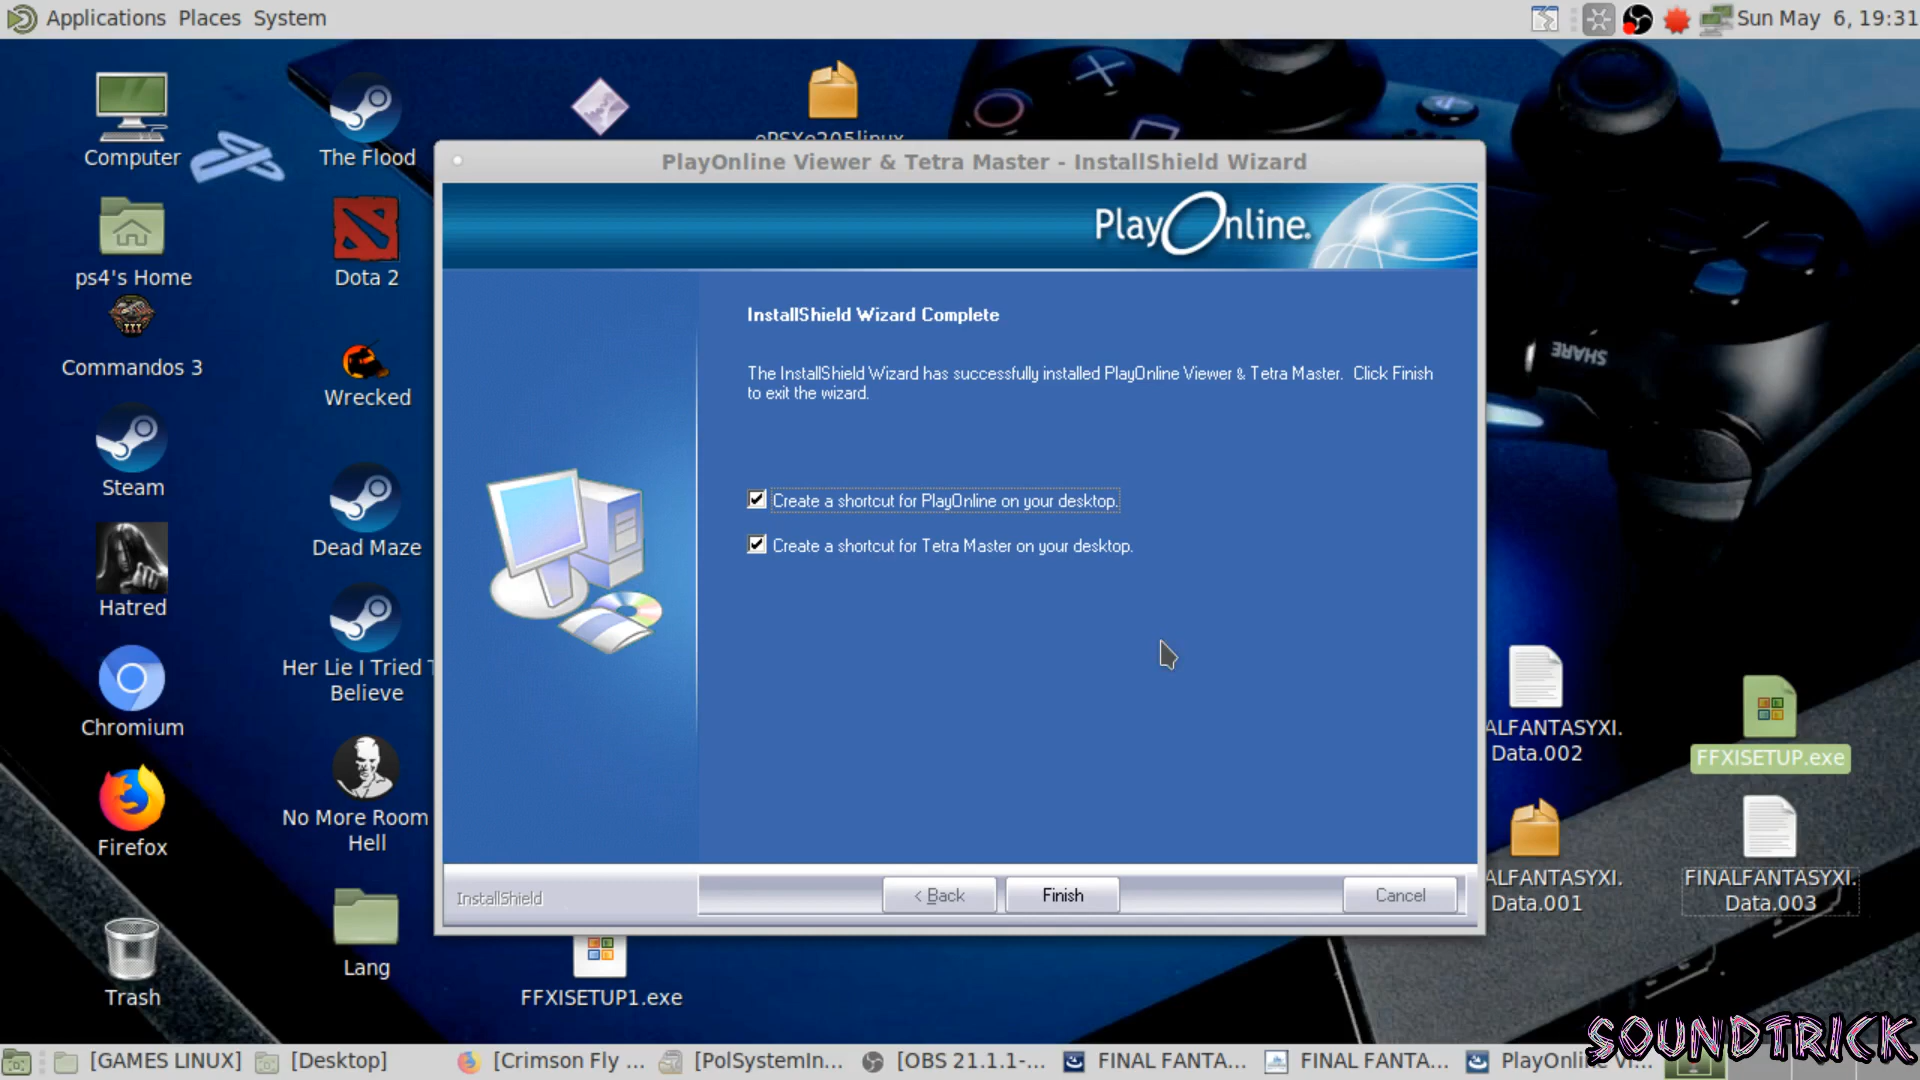 Applications Places System
Sun May 6, 19:31
Computer
The Flood
ePSXe205linux
ps4's Home
Dota 2
Commandos 3
Wrecked
Steam
Dead Maze
Hatred
Her Lie I Tried T
Believe
Chromium
No More Room
Hell
Firefox
Lang
Trash
FFXISETUP1.exe
PlayOnline Viewer & Tetra Master - InstallShield Wizard
PlayOnline.
InstallShield Wizard Complete
The InstallShield Wizard has successfully installed PlayOnline Viewer & Tetra Master. Click Finish
to exit the wizard.
Create a shortcut for PlayOnline on your desktop.
Create a shortcut for Tetra Master on your desktop.
InstallShield
< Back
Finish
Cancel
SHARE
ALFANTASYXI.
Data.002
FFXISETUP.exe
ALFANTASYXI.
Data.001
FINALFANTASYXI.
Data.003
SOUNDTRICK
[GAMES LINUX]
[Desktop]
[Crimson Fly ...
[PolSystemIn...
[OBS 21.1.1-...
FINAL FANTA...
FINAL FANTA...
PlayOnline Vi...